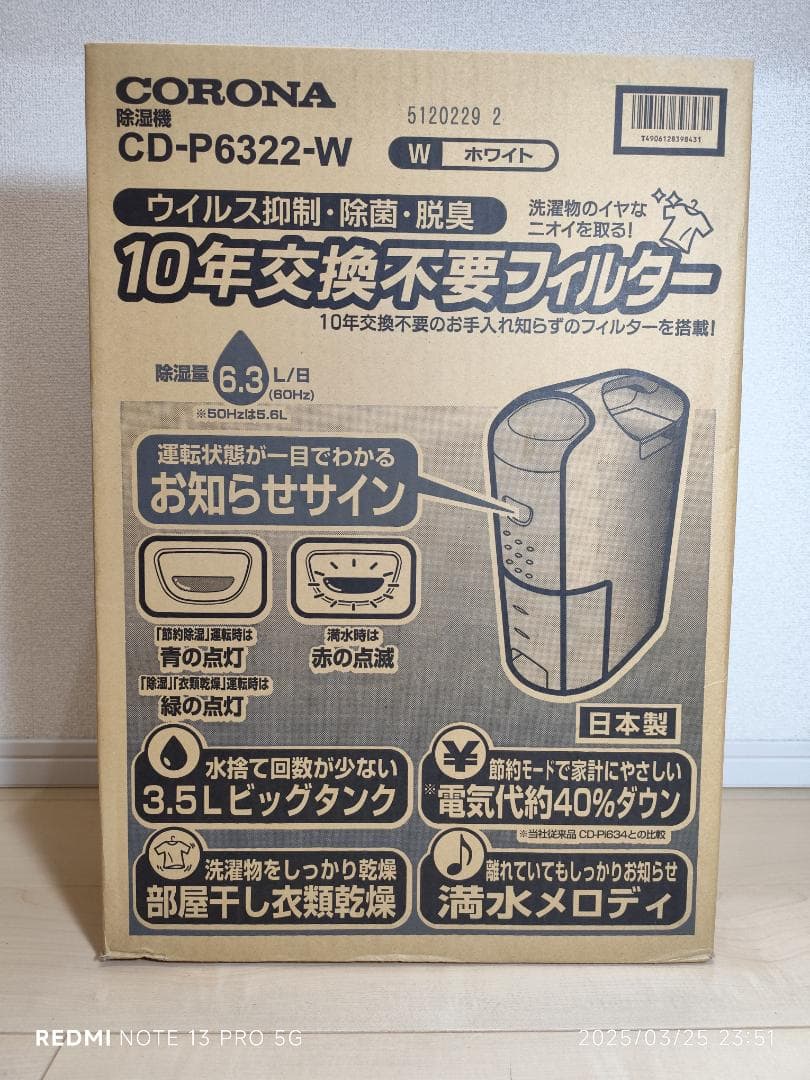 CORONA
除湿機
CD-P6322-W
5120229 2
W ホワイト
T4906128398431
ウイルス抑制・除菌・脱臭
洗濯物のイヤな
ニオイを取る!
10年交換不要フィルター
10年交換不要のお手入れ知らずのフィルターを搭載!
除湿量 6.3 L/日
(60Hz)
※50Hzは5.6L
運転状態が一目でわかる
お知らせサイン
「節約除湿」運転時は
青の点灯
「除湿」「衣類乾燥」運転時は
緑の点灯
満水時は
赤の点滅
日本製
水捨て回数が少ない
3.5Lビッグタンク
¥
節約モードで家計にやさしい
※電気代約40%ダウン
※当社従来品 CD-Pi634との比較
洗濯物をしっかり乾燥
部屋干し衣類乾燥
離れていてもしっかりお知らせ
満水メロディ
REDMI NOTE 13 PRO 5G
2025/03/25 23:51